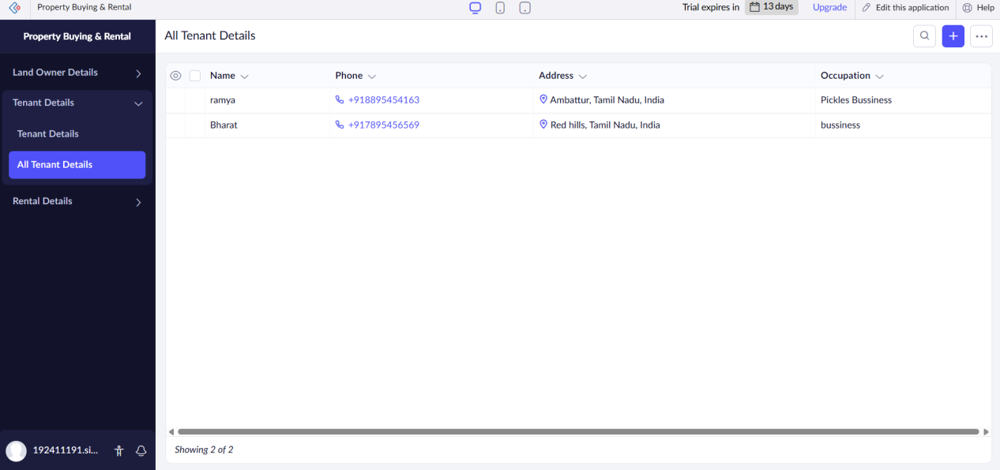 Property Buying & Rental
Trial expires in 13 days Upgrade Edit this application Help
Property Buying & Rental
Land Owner Details
Tenant Details
Tenant Details
All Tenant Details
Rental Details
192411191.si...
All Tenant Details
Name Phone Address Occupation
ramya +918895454163 Ambattur, Tamil Nadu, India Pickles Bussiness
Bharat +917895456569 Red hills, Tamil Nadu, India bussiness
Showing 2 of 2